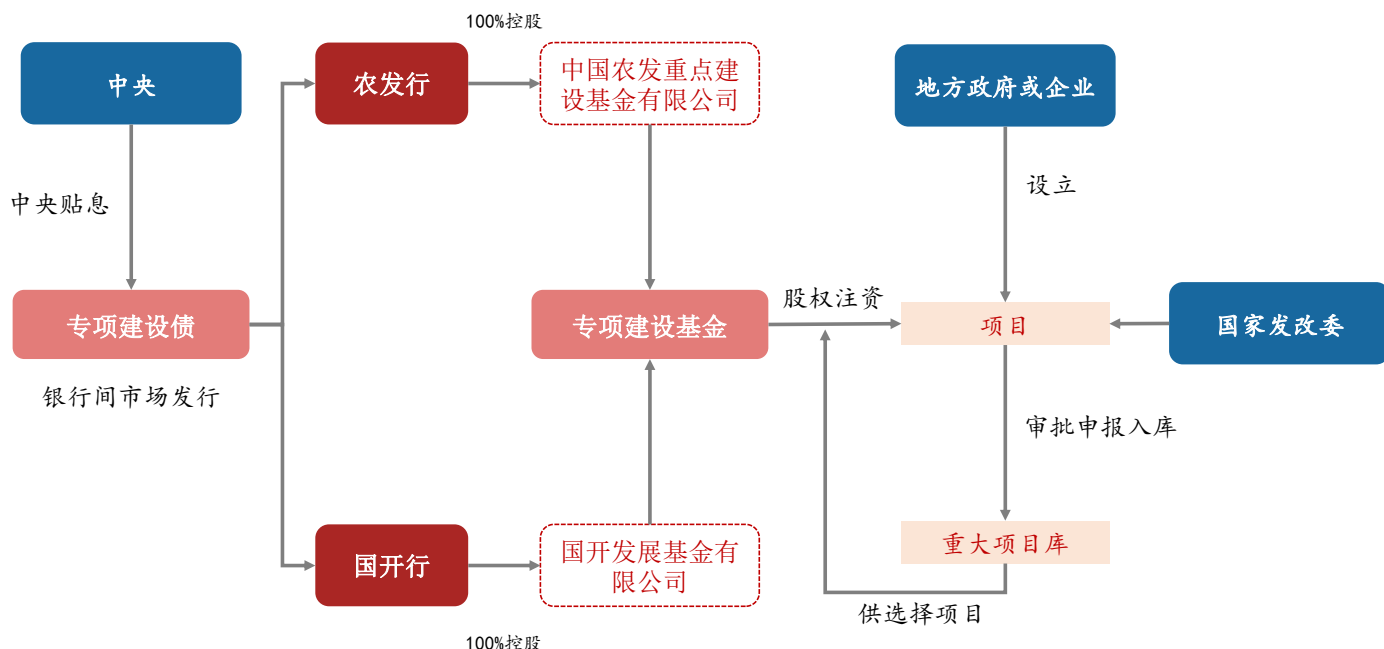 100%控股
中央
农发行
中国农发重点建
设基金有限公司
地方政府或企业
中央贴息
设立
专项建设债
专项建设基金
股权注资
项目
国家发改委
银行间市场发行
审批申报入库
国开行
国开发展基金有
限公司
重大项目库
供选择项目
100%控股